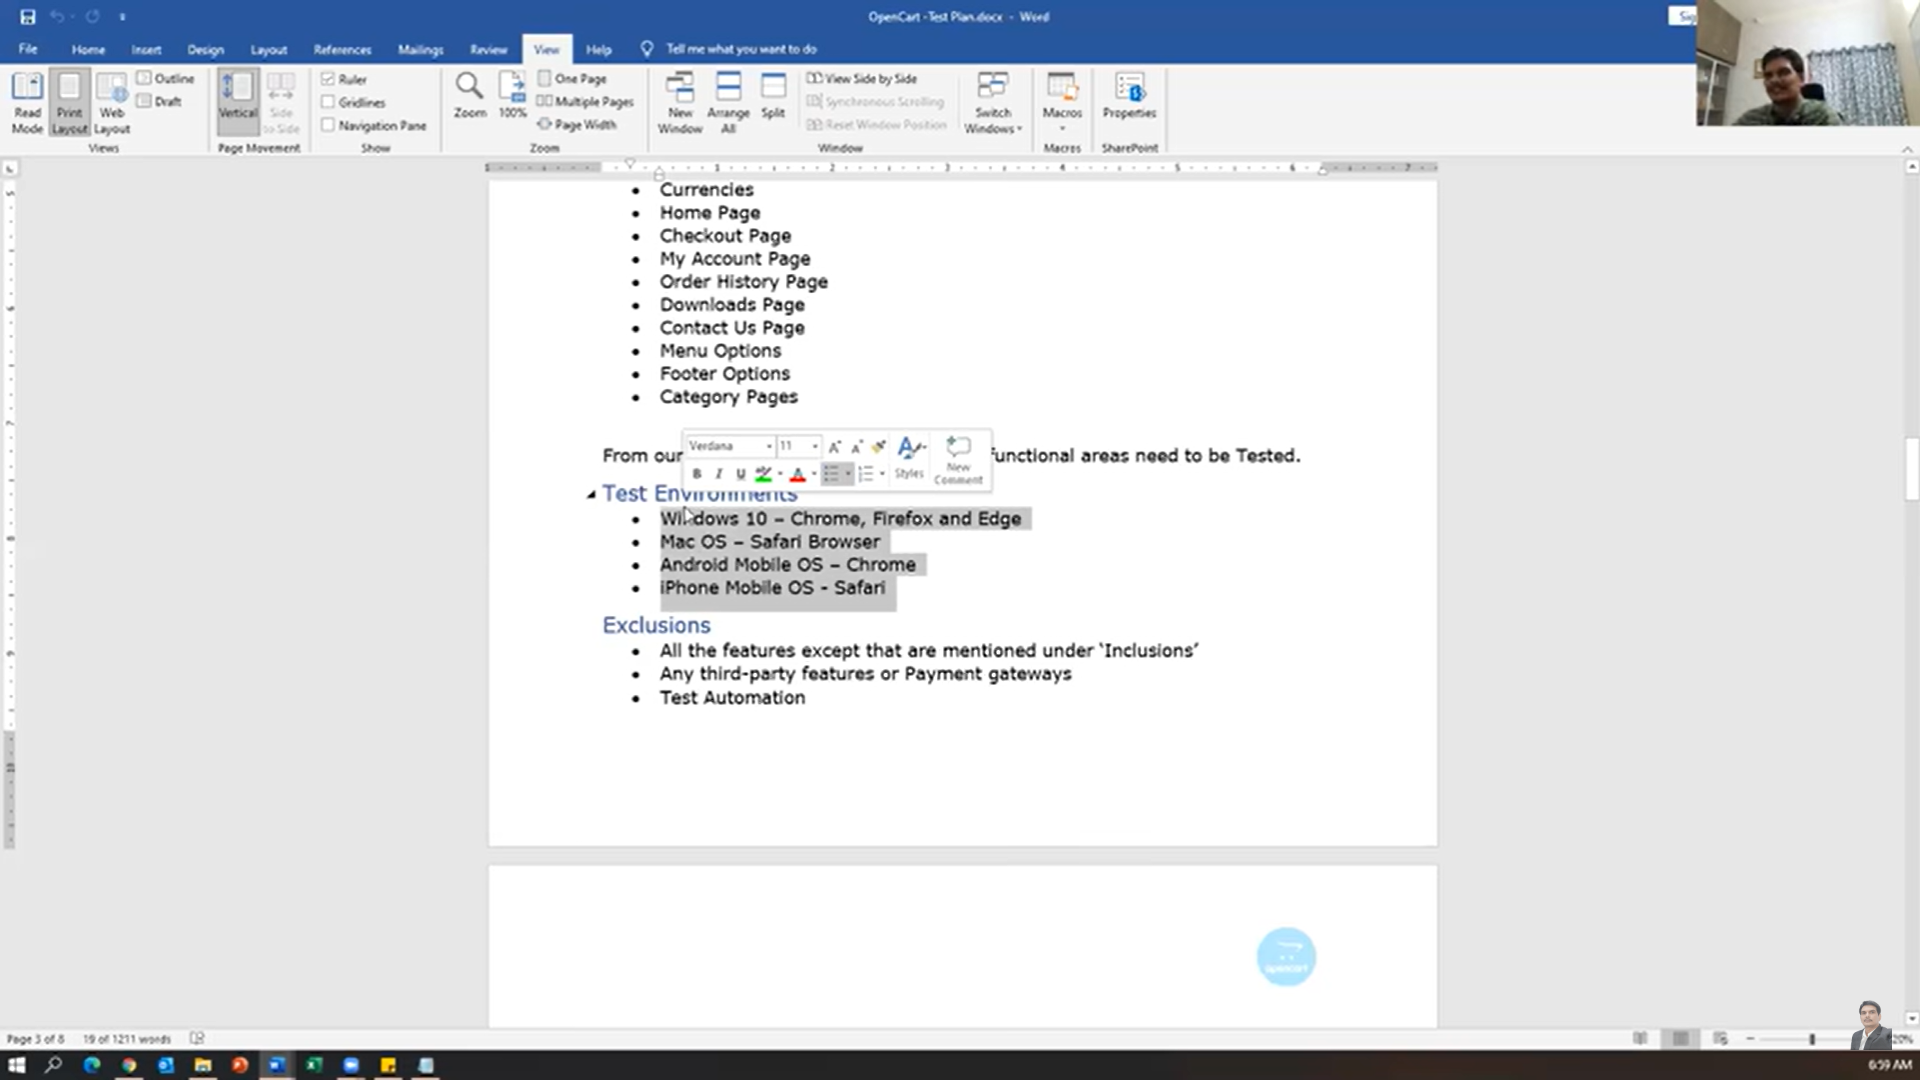 OpenCart -Test Plan.docx - Word
File Home Insert Design Layout References Mailings Review View Help Tell me what you want to do
Read Mode
Print Layout
Web Layout
Outline
Draft
Views
Vertical
Side to Side
Page Movement
Ruler
Gridlines
Navigation Pane
Show
Zoom
100%
One Page
Multiple Pages
Page Width
Zoom
New Window
Arrange All
Split
View Side by Side
Synchronous Scrolling
Reset Window Position
Window
Switch Windows
Macros
Macros
Properties
SharePoint
• Currencies
• Home Page
• Checkout Page
• My Account Page
• Order History Page
• Downloads Page
• Contact Us Page
• Menu Options
• Footer Options
• Category Pages
Verdana 11
B I U
Styles
New Comment
From our functional areas need to be Tested.
Test Environments
• Windows 10 – Chrome, Firefox and Edge
• Mac OS – Safari Browser
• Android Mobile OS – Chrome
• iPhone Mobile OS - Safari
Exclusions
• All the features except that are mentioned under ‘Inclusions’
• Any third-party features or Payment gateways
• Test Automation
opencart
Page 3 of 8 19 of 1211 words
6:59 AM